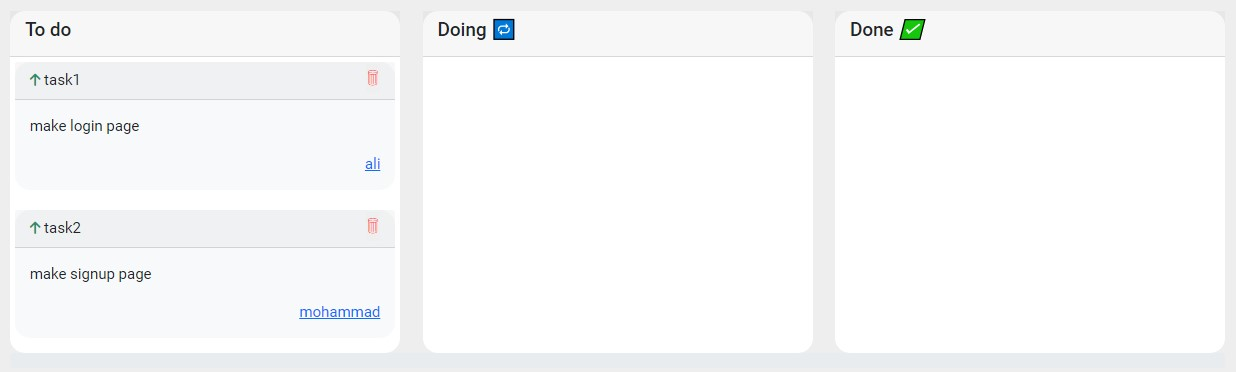 To do
task1
make login page
ali
task2
make signup page
mohammad
Doing
Done